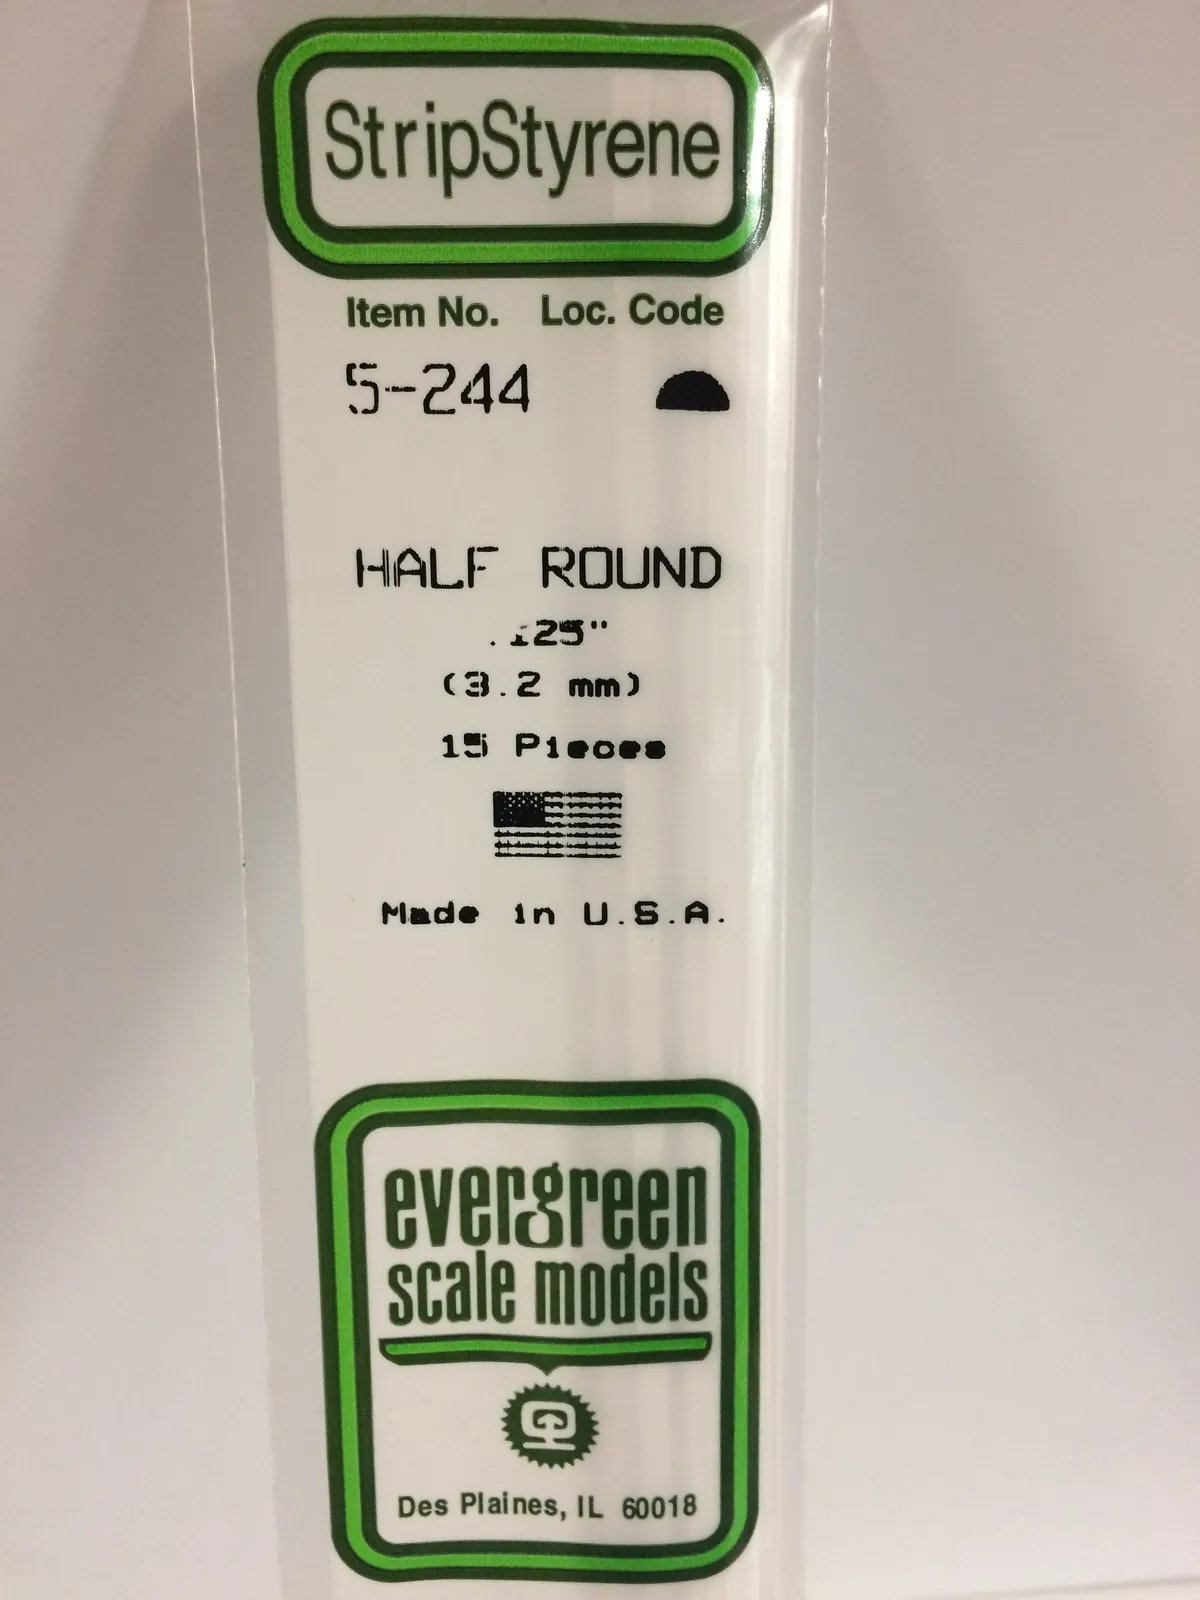 StripStyrene
Item No. Loc. Code
5-244
HALF ROUND
.125"
(3.2 mm)
15 Pieces
Made in U.S.A.
evergreen
scale models
Des Plaines, IL 60018